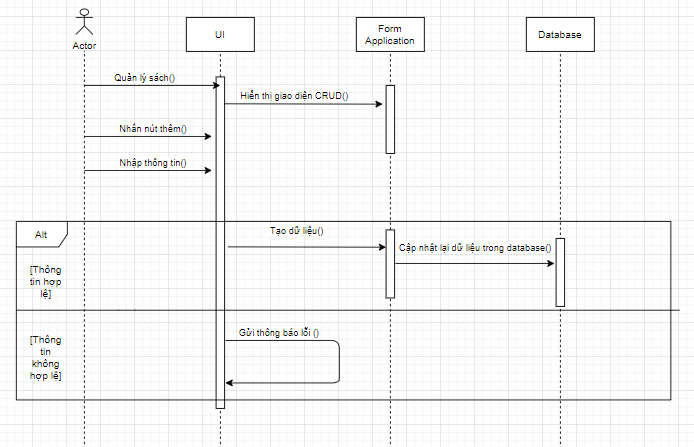 Actor
UI
Form
Application
Database
Quản lý sách()
Hiển thị giao diện CRUD()
Nhấn nút thêm()
Nhập thông tin()
Alt
Tạo dữ liệu()
Cập nhật lại dữ liệu trong database()
[Thông
tin hợp
lệ]
Gửi thông báo lỗi ()
[Thông
tin
không
hợp lệ]